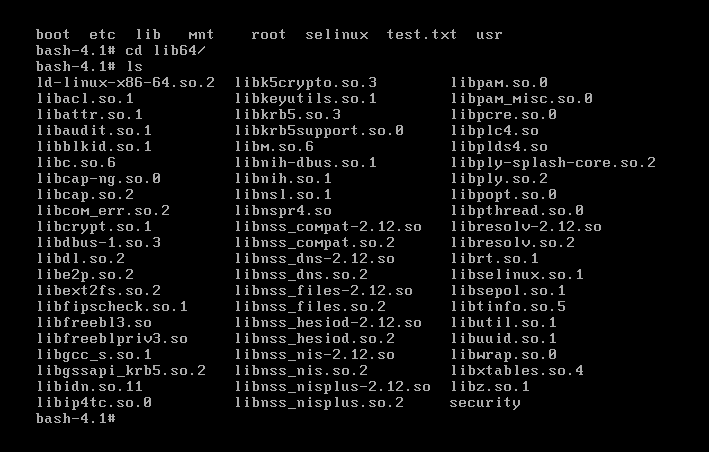 boot  etc  lib   mnt    root  selinux  test.txt  usr
bash-4.1# cd lib64/
bash-4.1# ls
ld-linux-x86-64.so.2  libk5crypto.so.3        libpam.so.0
libacl.so.1           libkeyutils.so.1        libpam_misc.so.0
libattr.so.1          libkrb5.so.3            libpcre.so.0
libaudit.so.1         libkrb5support.so.0     libplc4.so
libblkid.so.1         libm.so.6               libplds4.so
libc.so.6             libnih-dbus.so.1        libply-splash-core.so.2
libcap-ng.so.0        libnih.so.1             libply.so.2
libcap.so.2           libnsl.so.1             libpopt.so.0
libcom_err.so.2       libnspr4.so             libpthread.so.0
libcrypt.so.1         libnss_compat-2.12.so   libresolv-2.12.so
libdbus-1.so.3        libnss_compat.so.2      libresolv.so.2
libdl.so.2            libnss_dns-2.12.so      librt.so.1
libe2p.so.2           libnss_dns.so.2         libselinux.so.1
libext2fs.so.2        libnss_files-2.12.so    libsepol.so.1
libfipscheck.so.1     libnss_files.so.2       libtinfo.so.5
libfreebl3.so         libnss_hesiod-2.12.so   libutil.so.1
libfreeblpriv3.so     libnss_hesiod.so.2      libuuid.so.1
libgcc_s.so.1         libnss_nis-2.12.so      libwrap.so.0
libgssapi_krb5.so.2   libnss_nis.so.2         libxtables.so.4
libidn.so.11          libnss_nisplus-2.12.so  libz.so.1
libip4tc.so.0         libnss_nisplus.so.2     security
bash-4.1#